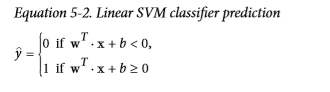 Equation 5-2. Linear SVM classifier prediction
ŷ = {0 if wᵀ · x + b < 0,
1 if wᵀ · x + b ≥ 0